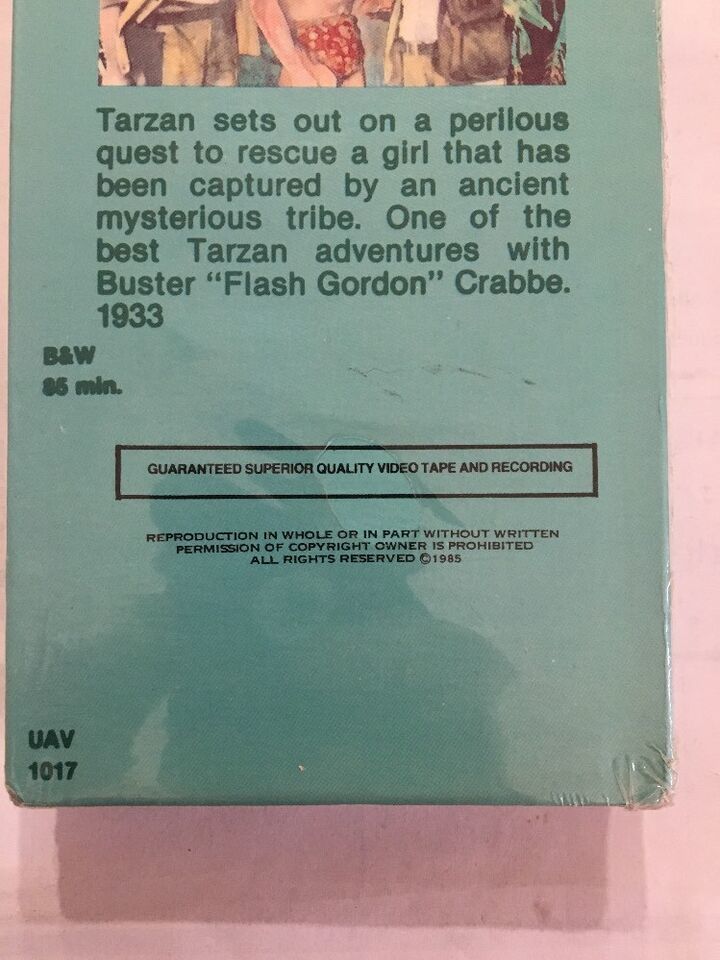 Tarzan sets out on a perilous
quest to rescue a girl that has
been captured by an ancient
mysterious tribe. One of the
best Tarzan adventures with
Buster "Flash Gordon" Crabbe.
1933
B&W
85 min.
GUARANTEED SUPERIOR QUALITY VIDEO TAPE AND RECORDING
REPRODUCTION IN WHOLE OR IN PART WITHOUT WRITTEN
PERMISSION OF COPYRIGHT OWNER IS PROHIBITED
ALL RIGHTS RESERVED ©1985
UAV
1017